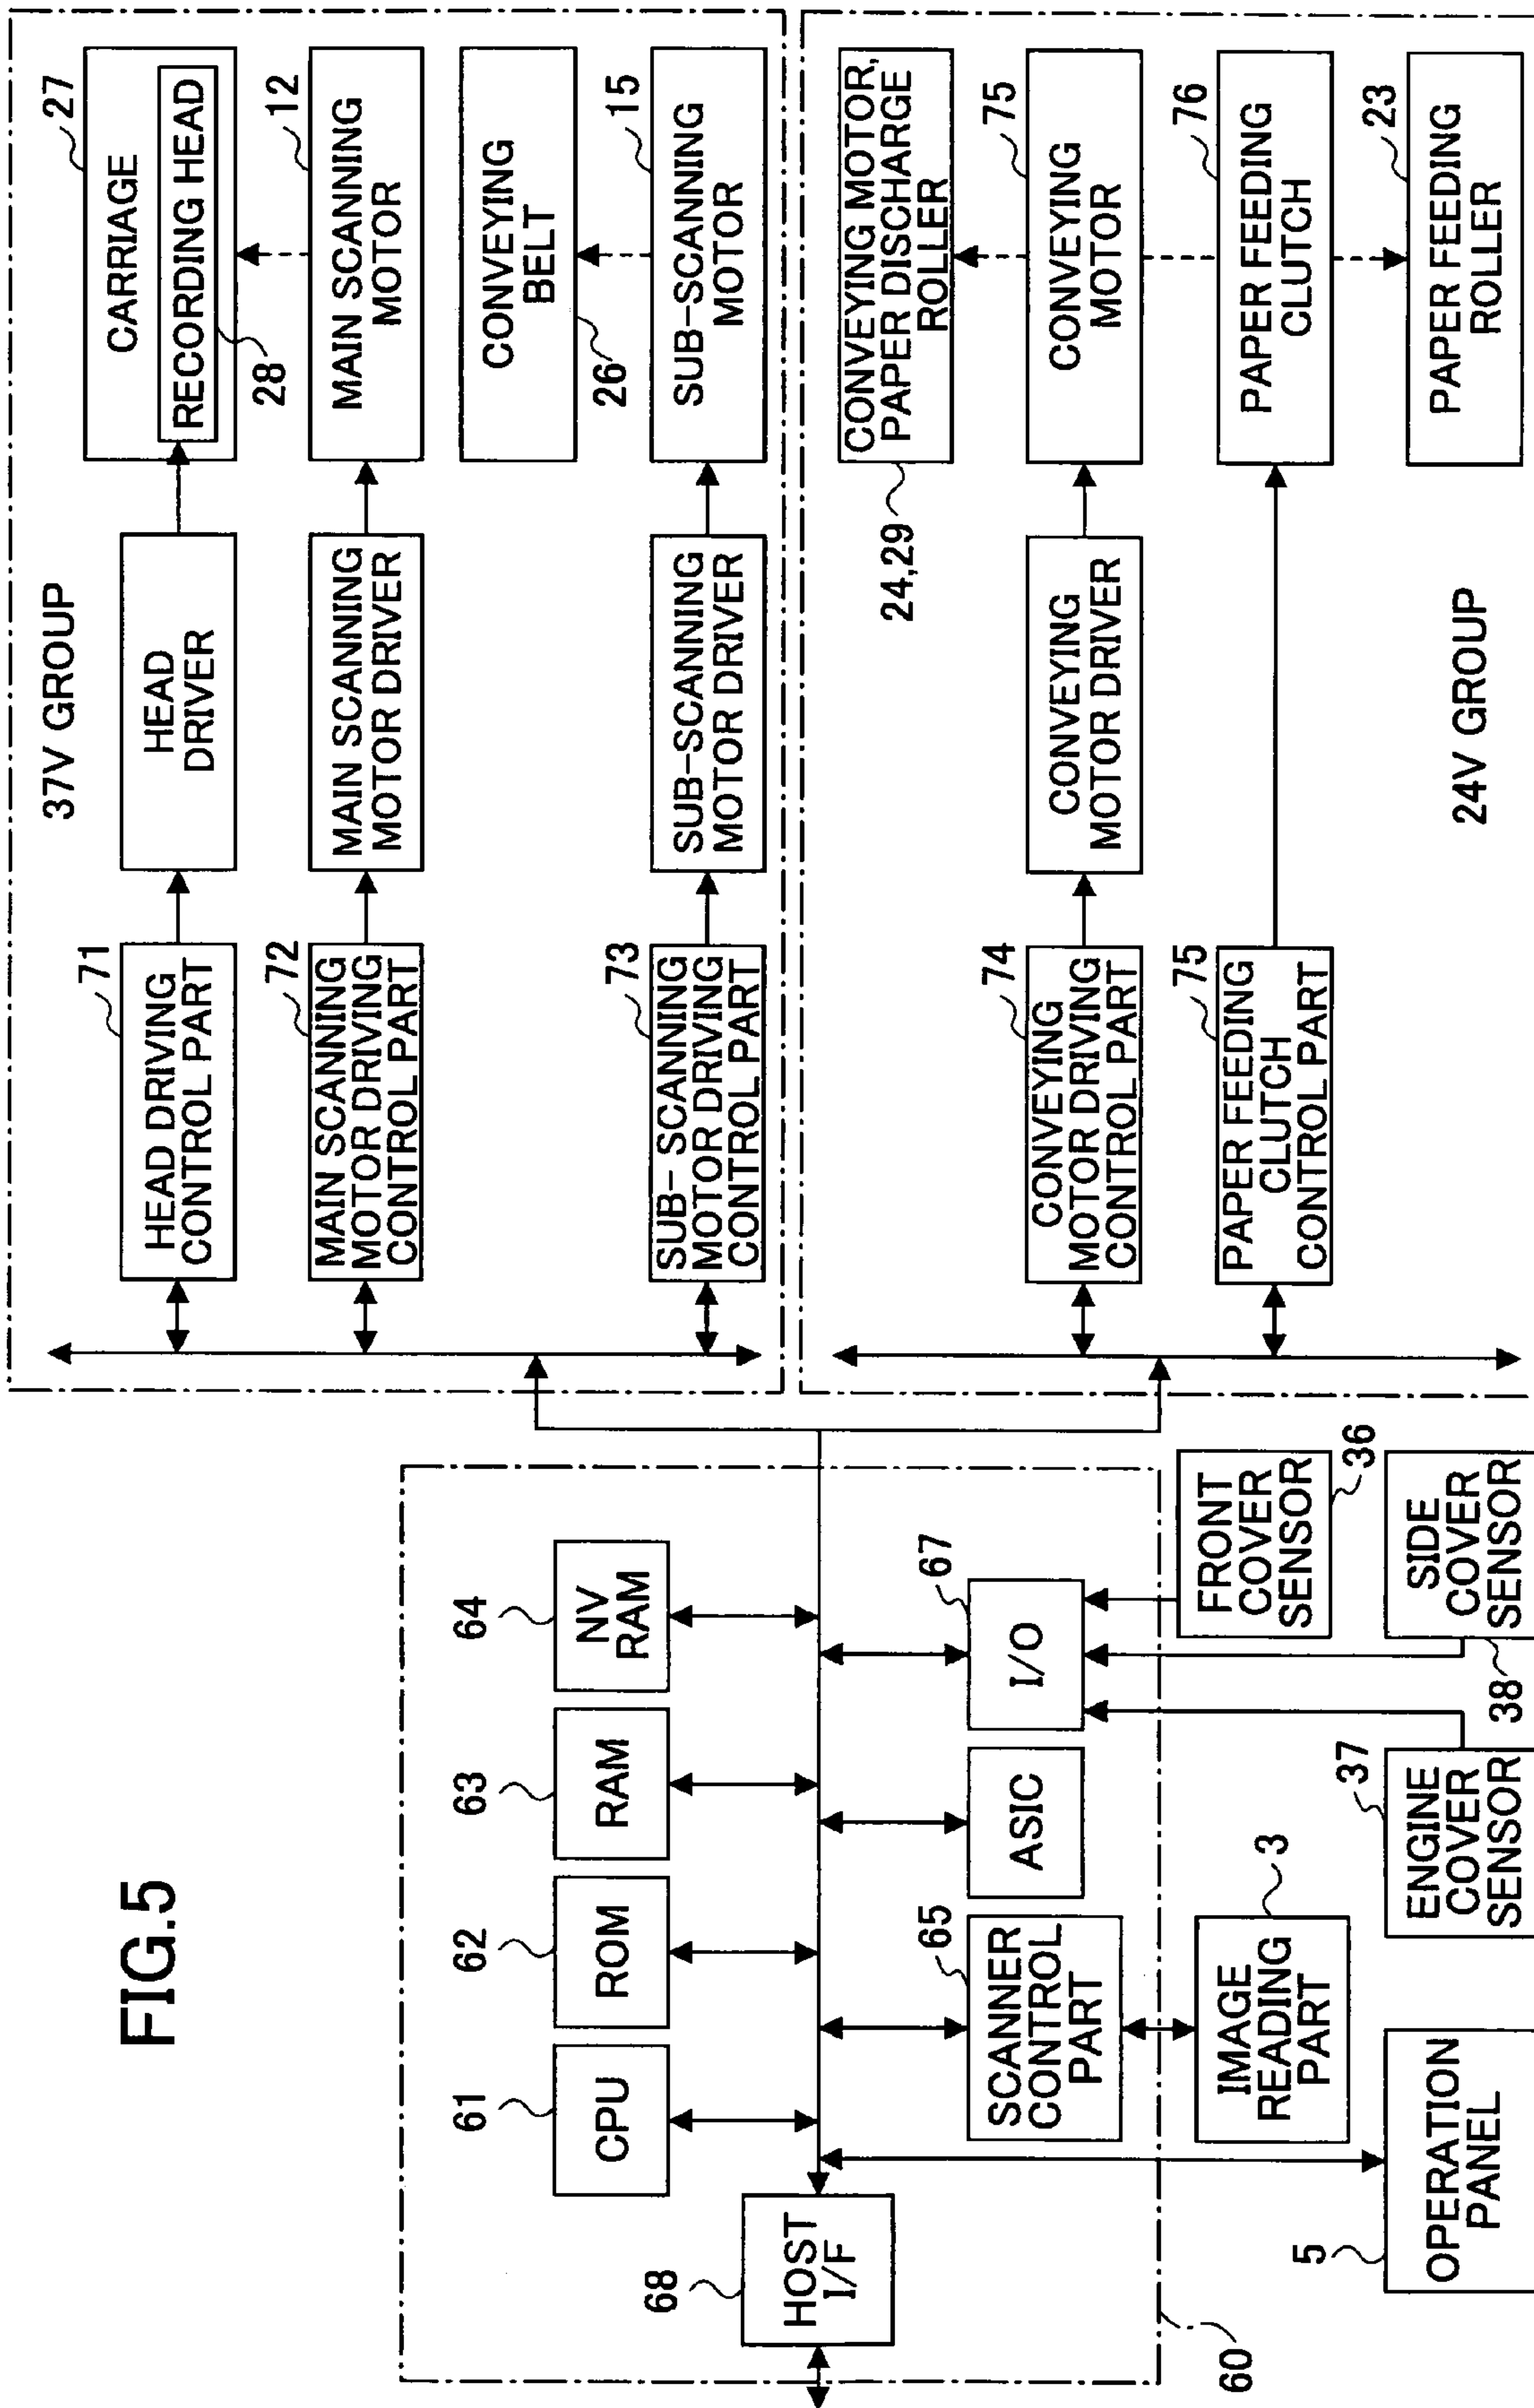 FIG.5
60
68
HOST
I/F
61
CPU
62
ROM
63
RAM
64
NV
RAM
65
SCANNER
CONTROL
PART
ASIC
67
I/O
5
OPERATION
PANEL
3
IMAGE
READING
PART
37
ENGINE
COVER
SENSOR
38
SIDE
COVER
SENSOR
36
FRONT
COVER
SENSOR
37V GROUP
71
HEAD DRIVING
CONTROL PART
HEAD
DRIVER
27
CARRIAGE
RECORDING HEAD
28
72
MAIN SCANNING
MOTOR DRIVING
CONTROL PART
MAIN SCANNING
MOTOR DRIVER
12
MAIN SCANNING
MOTOR
CONVEYING
BELT
26
73
SUB- SCANNING
MOTOR DRIVING
CONTROL PART
SUB-SCANNING
MOTOR DRIVER
15
SUB-SCANNING
MOTOR
CONVEYING MOTOR,
PAPER DISCHARGE
ROLLER
24,29
74
CONVEYING
MOTOR DRIVING
CONTROL PART
CONVEYING
MOTOR DRIVER
75
CONVEYING
MOTOR
75
PAPER FEEDING
CLUTCH
CONTROL PART
76
PAPER FEEDING
CLUTCH
23
PAPER FEEDING
ROLLER
24V GROUP